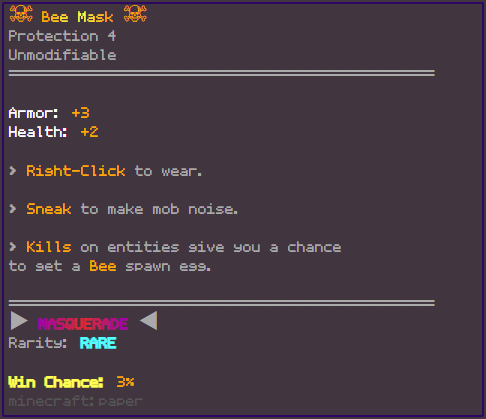 ☠ Bee Mask ☠
Protection 4
Unmodifiable
Armor: +3
Health: +2
> Right-Click to wear.
> Sneak to make mob noise.
> Kills on entities give you a chance
to get a Bee spawn egg.
▶ MASQUERADE ◀
Rarity: RARE
Win Chance: 3%
minecraft:paper